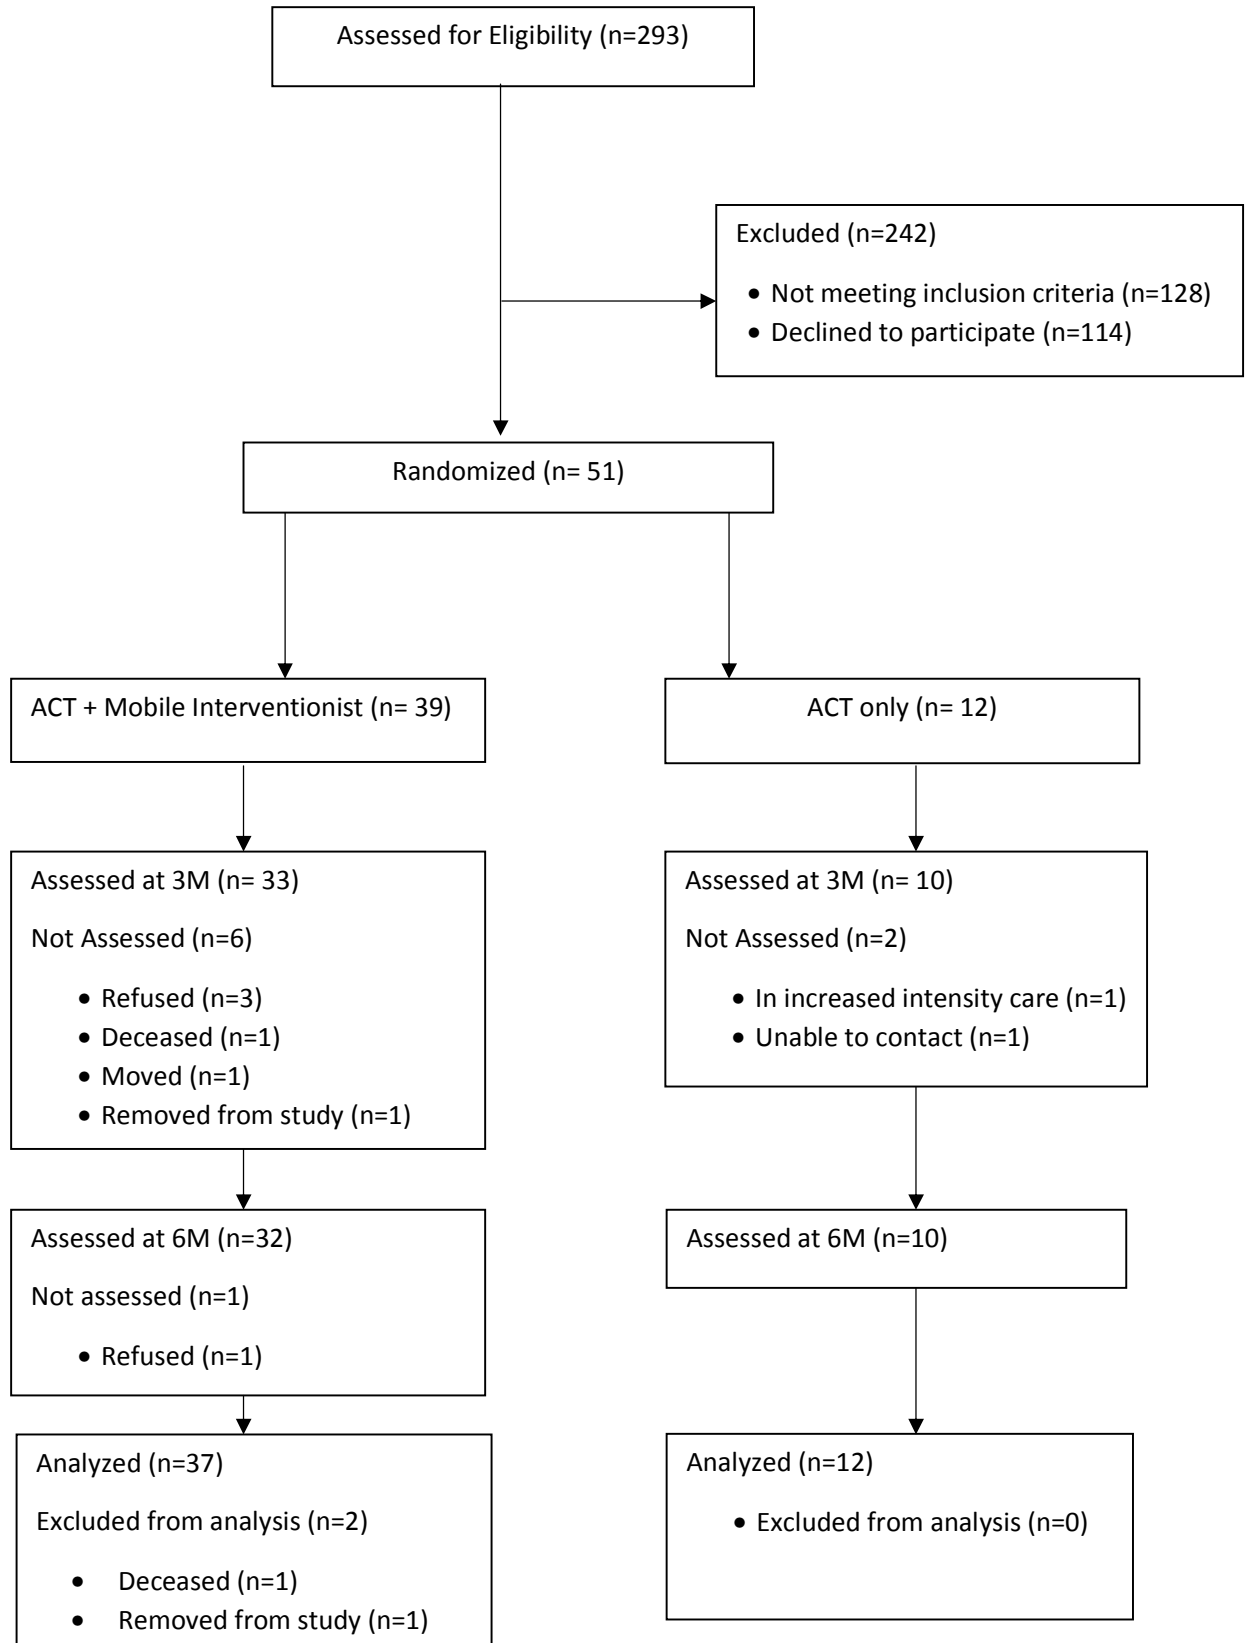 Assessed for Eligibility (n=293)
Excluded (n=242)
• Not meeting inclusion criteria (n=128)
• Declined to participate (n=114)
Randomized (n= 51)
ACT + Mobile Interventionist (n= 39)
ACT only (n= 12)
Assessed at 3M (n= 33)
Not Assessed (n=6)
• Refused (n=3)
• Deceased (n=1)
• Moved (n=1)
• Removed from study (n=1)
Assessed at 3M (n= 10)
Not Assessed (n=2)
• In increased intensity care (n=1)
• Unable to contact (n=1)
Assessed at 6M (n=32)
Not assessed (n=1)
• Refused (n=1)
Assessed at 6M (n=10)
Analyzed (n=37)
Excluded from analysis (n=2)
• Deceased (n=1)
• Removed from study (n=1)
Analyzed (n=12)
• Excluded from analysis (n=0)